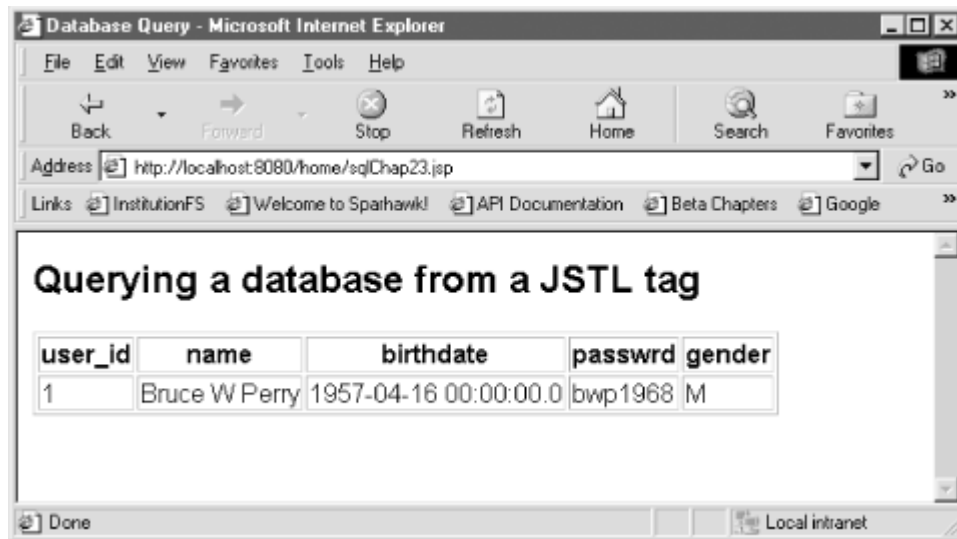 Database Query - Microsoft Internet Explorer
File Edit View Favorites Tools Help
Back Forward Stop Refresh Home Search Favorites »
Address http://localhost:8080/home/sqlChap23.jsp Go
Links InstitutionFS Welcome to Sparhawk! API Documentation Beta Chapters Google »
Querying a database from a JSTL tag
user_id name birthdate passwrd gender
1 Bruce W Perry 1957-04-16 00:00:00.0 bwp1968 M
Done Local intranet